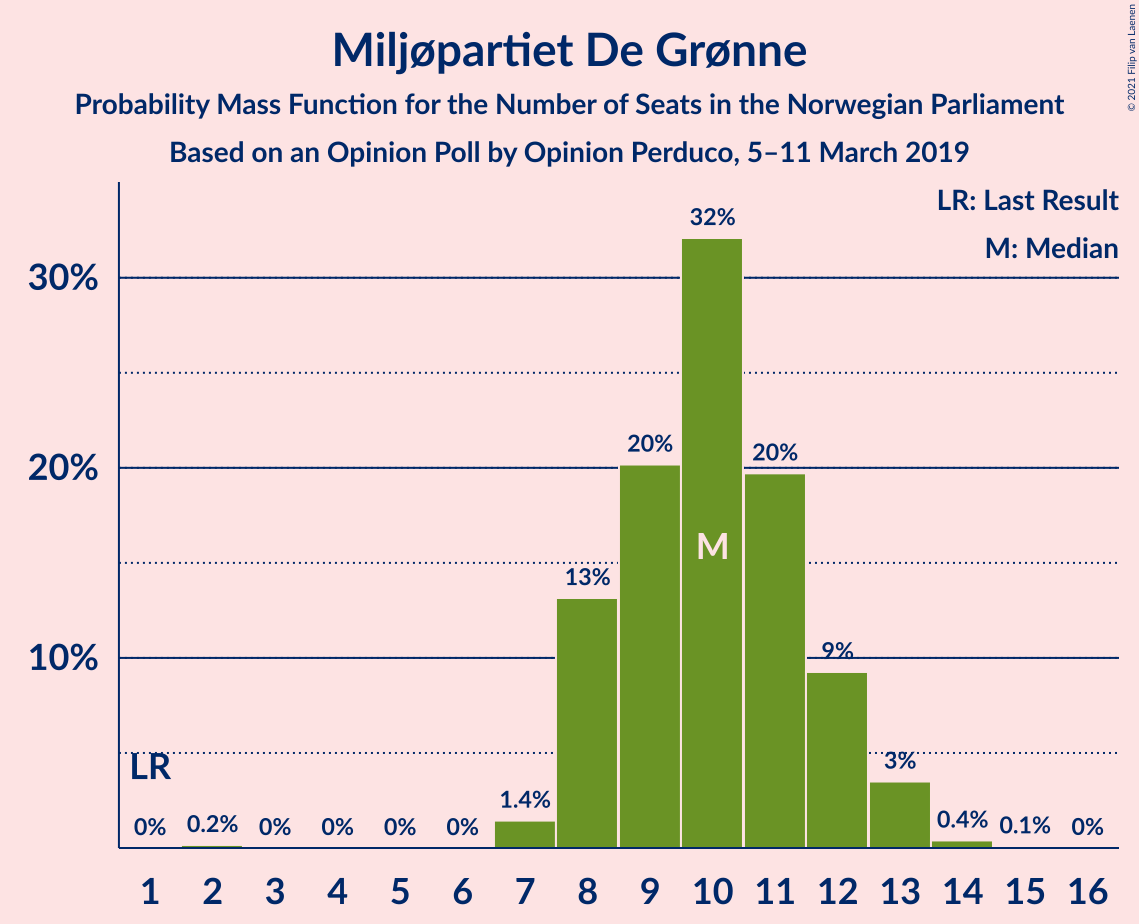 Miljøpartiet De Grønne
Probability Mass Function for the Number of Seats in the Norwegian Parliament
Based on an Opinion Poll by Opinion Perduco, 5–11 March 2019
© 2021 Filip van Laenen
LR: Last Result
M: Median
30%
20%
10%
LR
0%
0.2%
0%
0%
0%
0%
1.4%
13%
20%
32%
M
20%
9%
3%
0.4%
0.1%
0%
1 2 3 4 5 6 7 8 9 10 11 12 13 14 15 16